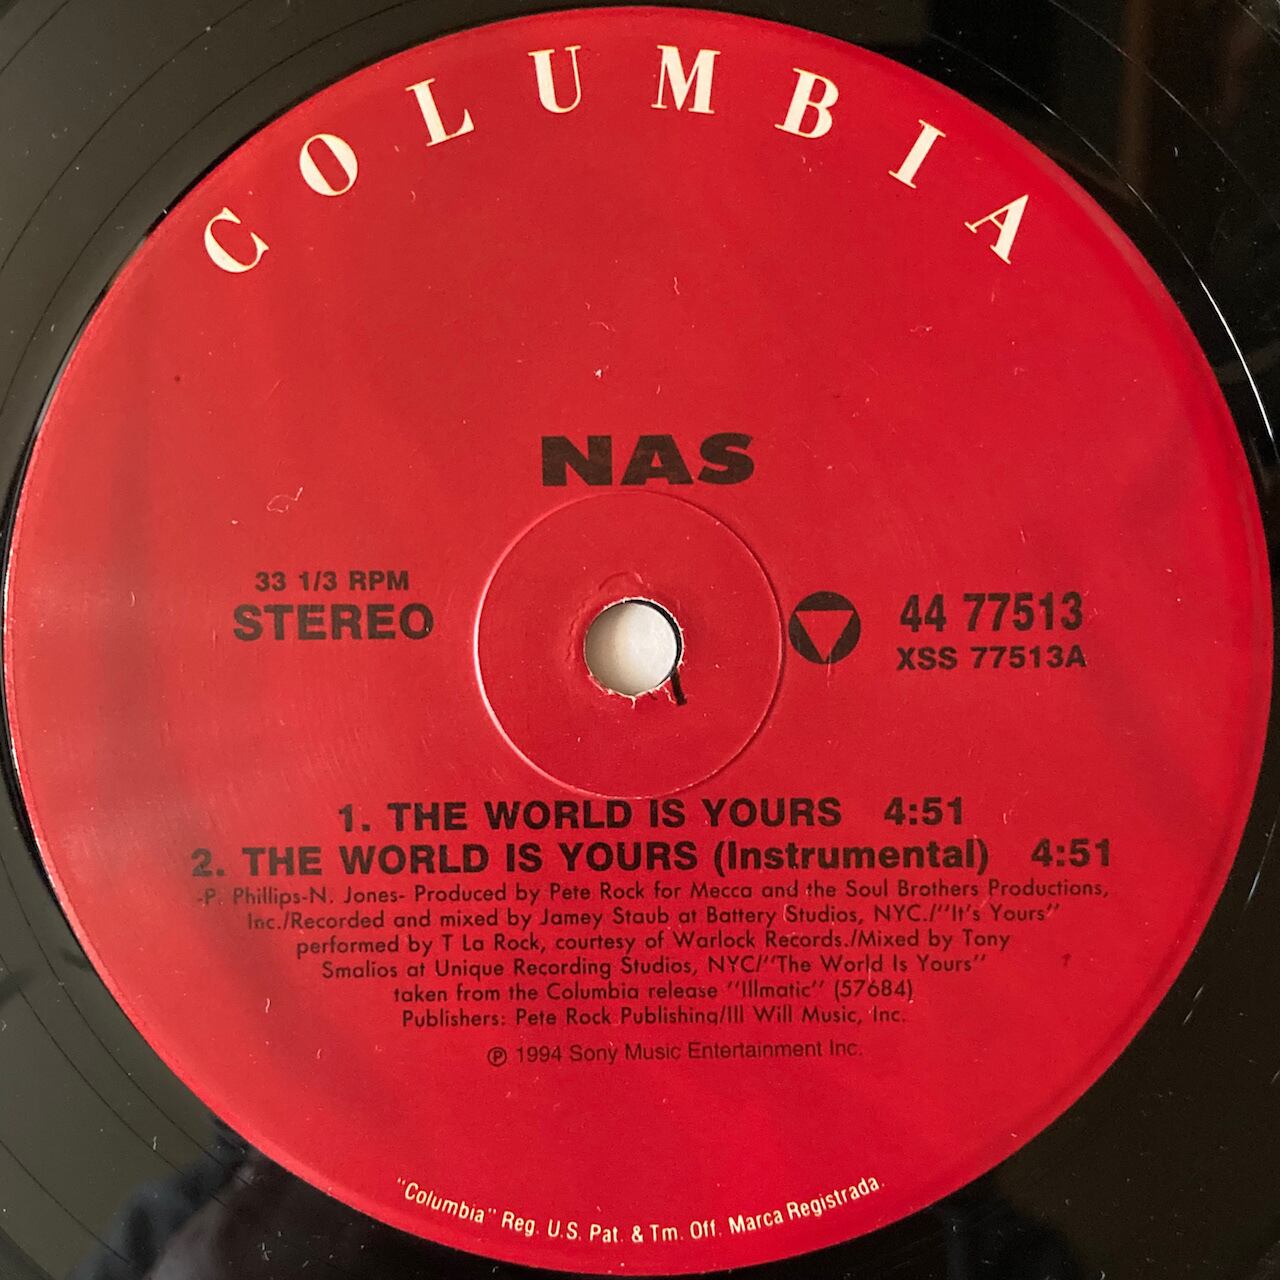 COLUMBIA
NAS
33 1/3 RPM
STEREO
44 77513
XSS 77513A
1. THE WORLD IS YOURS 4:51
2. THE WORLD IS YOURS (Instrumental) 4:51
-P. Phillips-N. Jones- Produced by Pete Rock for Mecca and the Soul Brothers Productions,
Inc./Recorded and mixed by Jamey Staub at Battery Studios, NYC./"It's Yours"
performed by T La Rock, courtesy of Warlock Records./Mixed by Tony
Smalios at Unique Recording Studios, NYC/"The World Is Yours"
taken from the Columbia release "Illmatic" (57684)
Publishers: Pete Rock Publishing/Ill Will Music, Inc.
℗ 1994 Sony Music Entertainment Inc.
"Columbia" Reg. U.S. Pat. & Tm. Off. Marca Registrada.